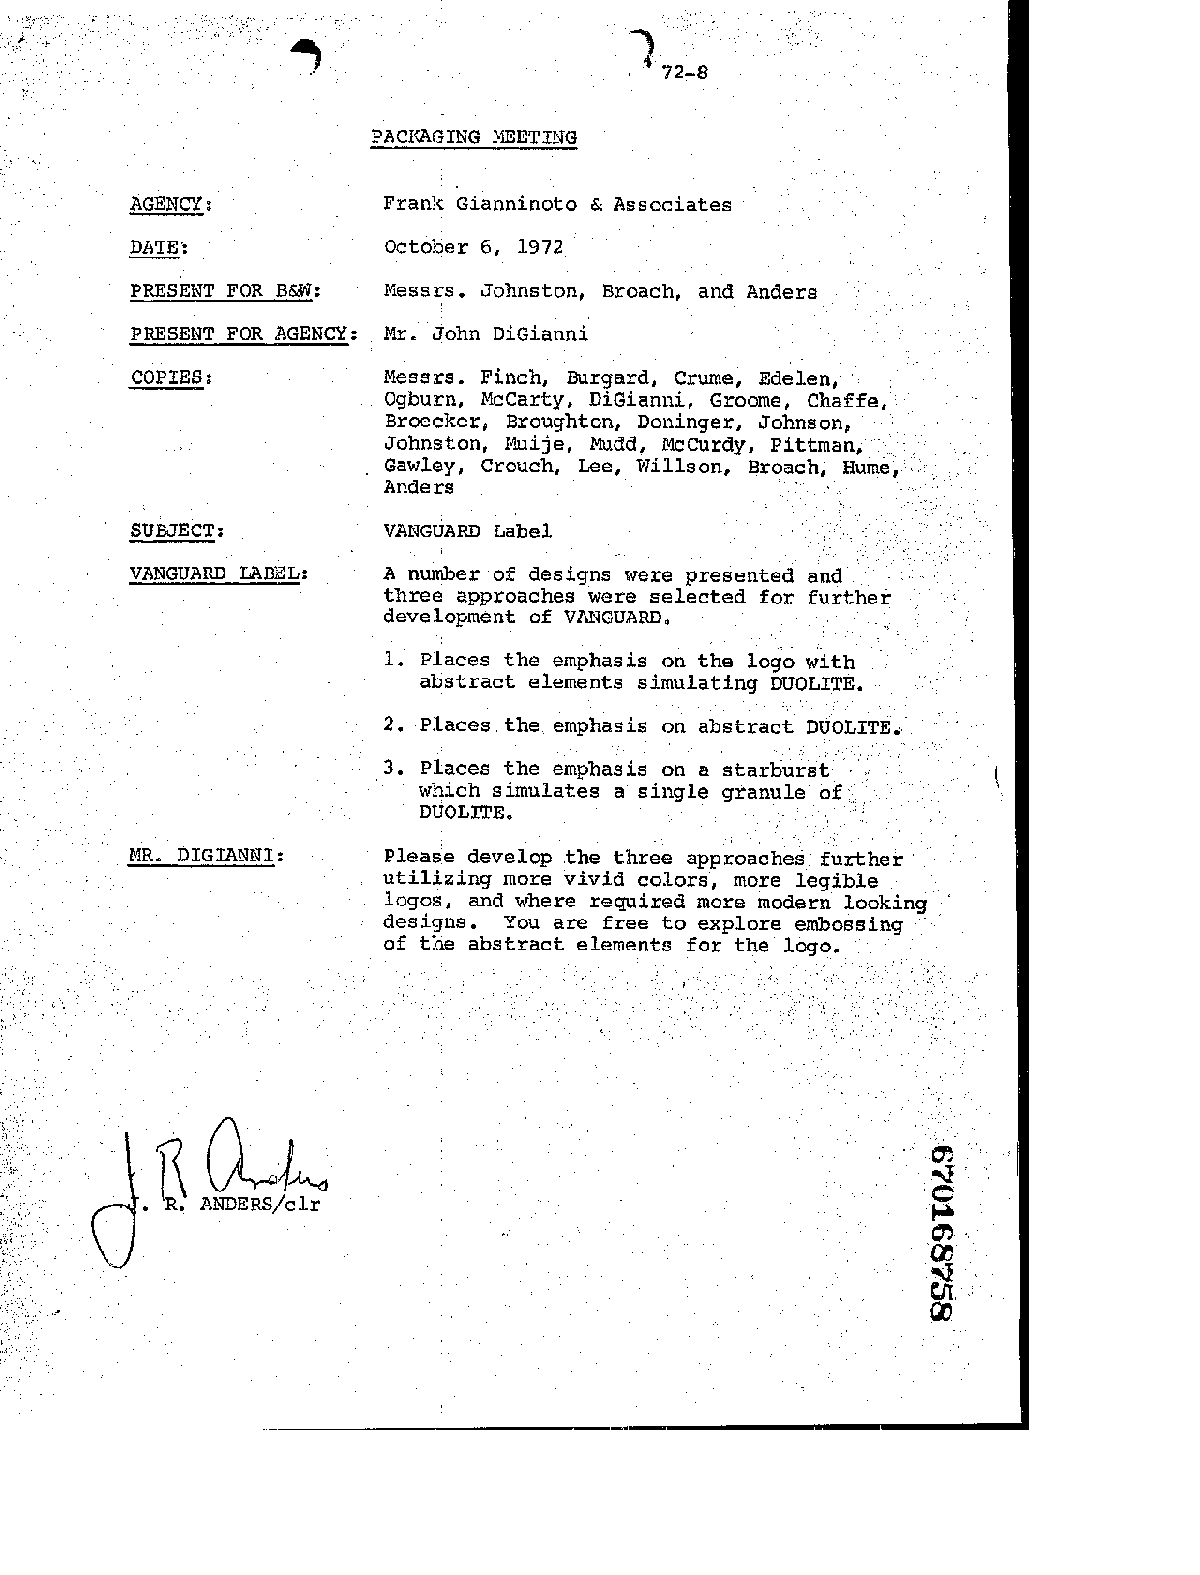 72-8
PACKAGING MEETING
AGENCY: Frank Gianninoto & Associates
DATE: October 6, 1972
PRESENT FOR B&W: Messrs. Johnston, Broach, and Anders
PRESENT FOR AGENCY: Mr. John DiGianni
COPIES: Messrs. Finch, Burgard, Crume, Edelen,
Ogburn, McCarty, DiGianni, Groome, Chaffe,
Broecker, Broughton, Doninger, Johnson,
Johnston, Muije, Mudd, McCurdy, Pittman,
Gawley, Crouch, Lee, Willson, Broach, Hume,
Anders
SUBJECT: VANGUARD Label
VANGUARD LABEL: A number of designs were presented and
three approaches were selected for further
development of VANGUARD.
1. Places the emphasis on the logo with
abstract elements simulating DUOLITE.
2. Places the emphasis on abstract DUOLITE.
3. Places the emphasis on a starburst
which simulates a single granule of
DUOLITE.
MR. DIGIANNI: Please develop the three approaches further
utilizing more vivid colors, more legible
logos, and where required more modern looking
designs. You are free to explore embossing
of the abstract elements for the logo.
J R Anders
J. R. ANDERS/clr
670168758